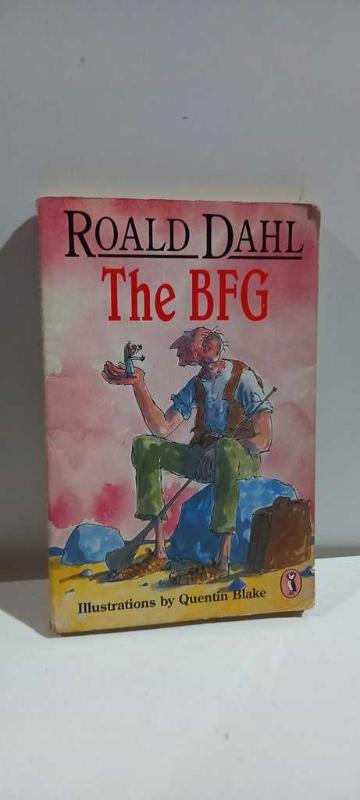 ROALD DAHL
The BFG
Illustrations by Quentin Blake